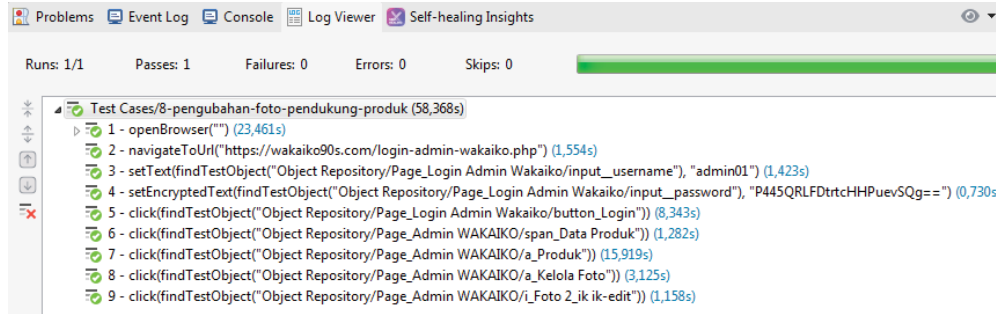 Problems Event Log Console Log Viewer Self-healing Insights
Runs: 1/1 Passes: 1 Failures: 0 Errors: 0 Skips: 0
Test Cases/8-pengubahan-foto-pendukung-produk (58,368s)
1 - openBrowser("") (23,461s)
2 - navigateToUrl("https://wakaiko90s.com/login-admin-wakaiko.php") (1,554s)
3 - setText(findTestObject("Object Repository/Page_Login Admin Wakaiko/input__username"), "admin01") (1,423s)
4 - setEncryptedText(findTestObject("Object Repository/Page_Login Admin Wakaiko/input__password"), "P445QRLFDtrtcHHPuevSQg==") (0,730s
5 - click(findTestObject("Object Repository/Page_Login Admin Wakaiko/button_Login")) (8,343s)
6 - click(findTestObject("Object Repository/Page_Admin WAKAIKO/span_Data Produk")) (1,282s)
7 - click(findTestObject("Object Repository/Page_Admin WAKAIKO/a_Produk")) (15,919s)
8 - click(findTestObject("Object Repository/Page_Admin WAKAIKO/a_Kelola Foto")) (3,125s)
9 - click(findTestObject("Object Repository/Page_Admin WAKAIKO/i_Foto 2_ik ik-edit")) (1,158s)